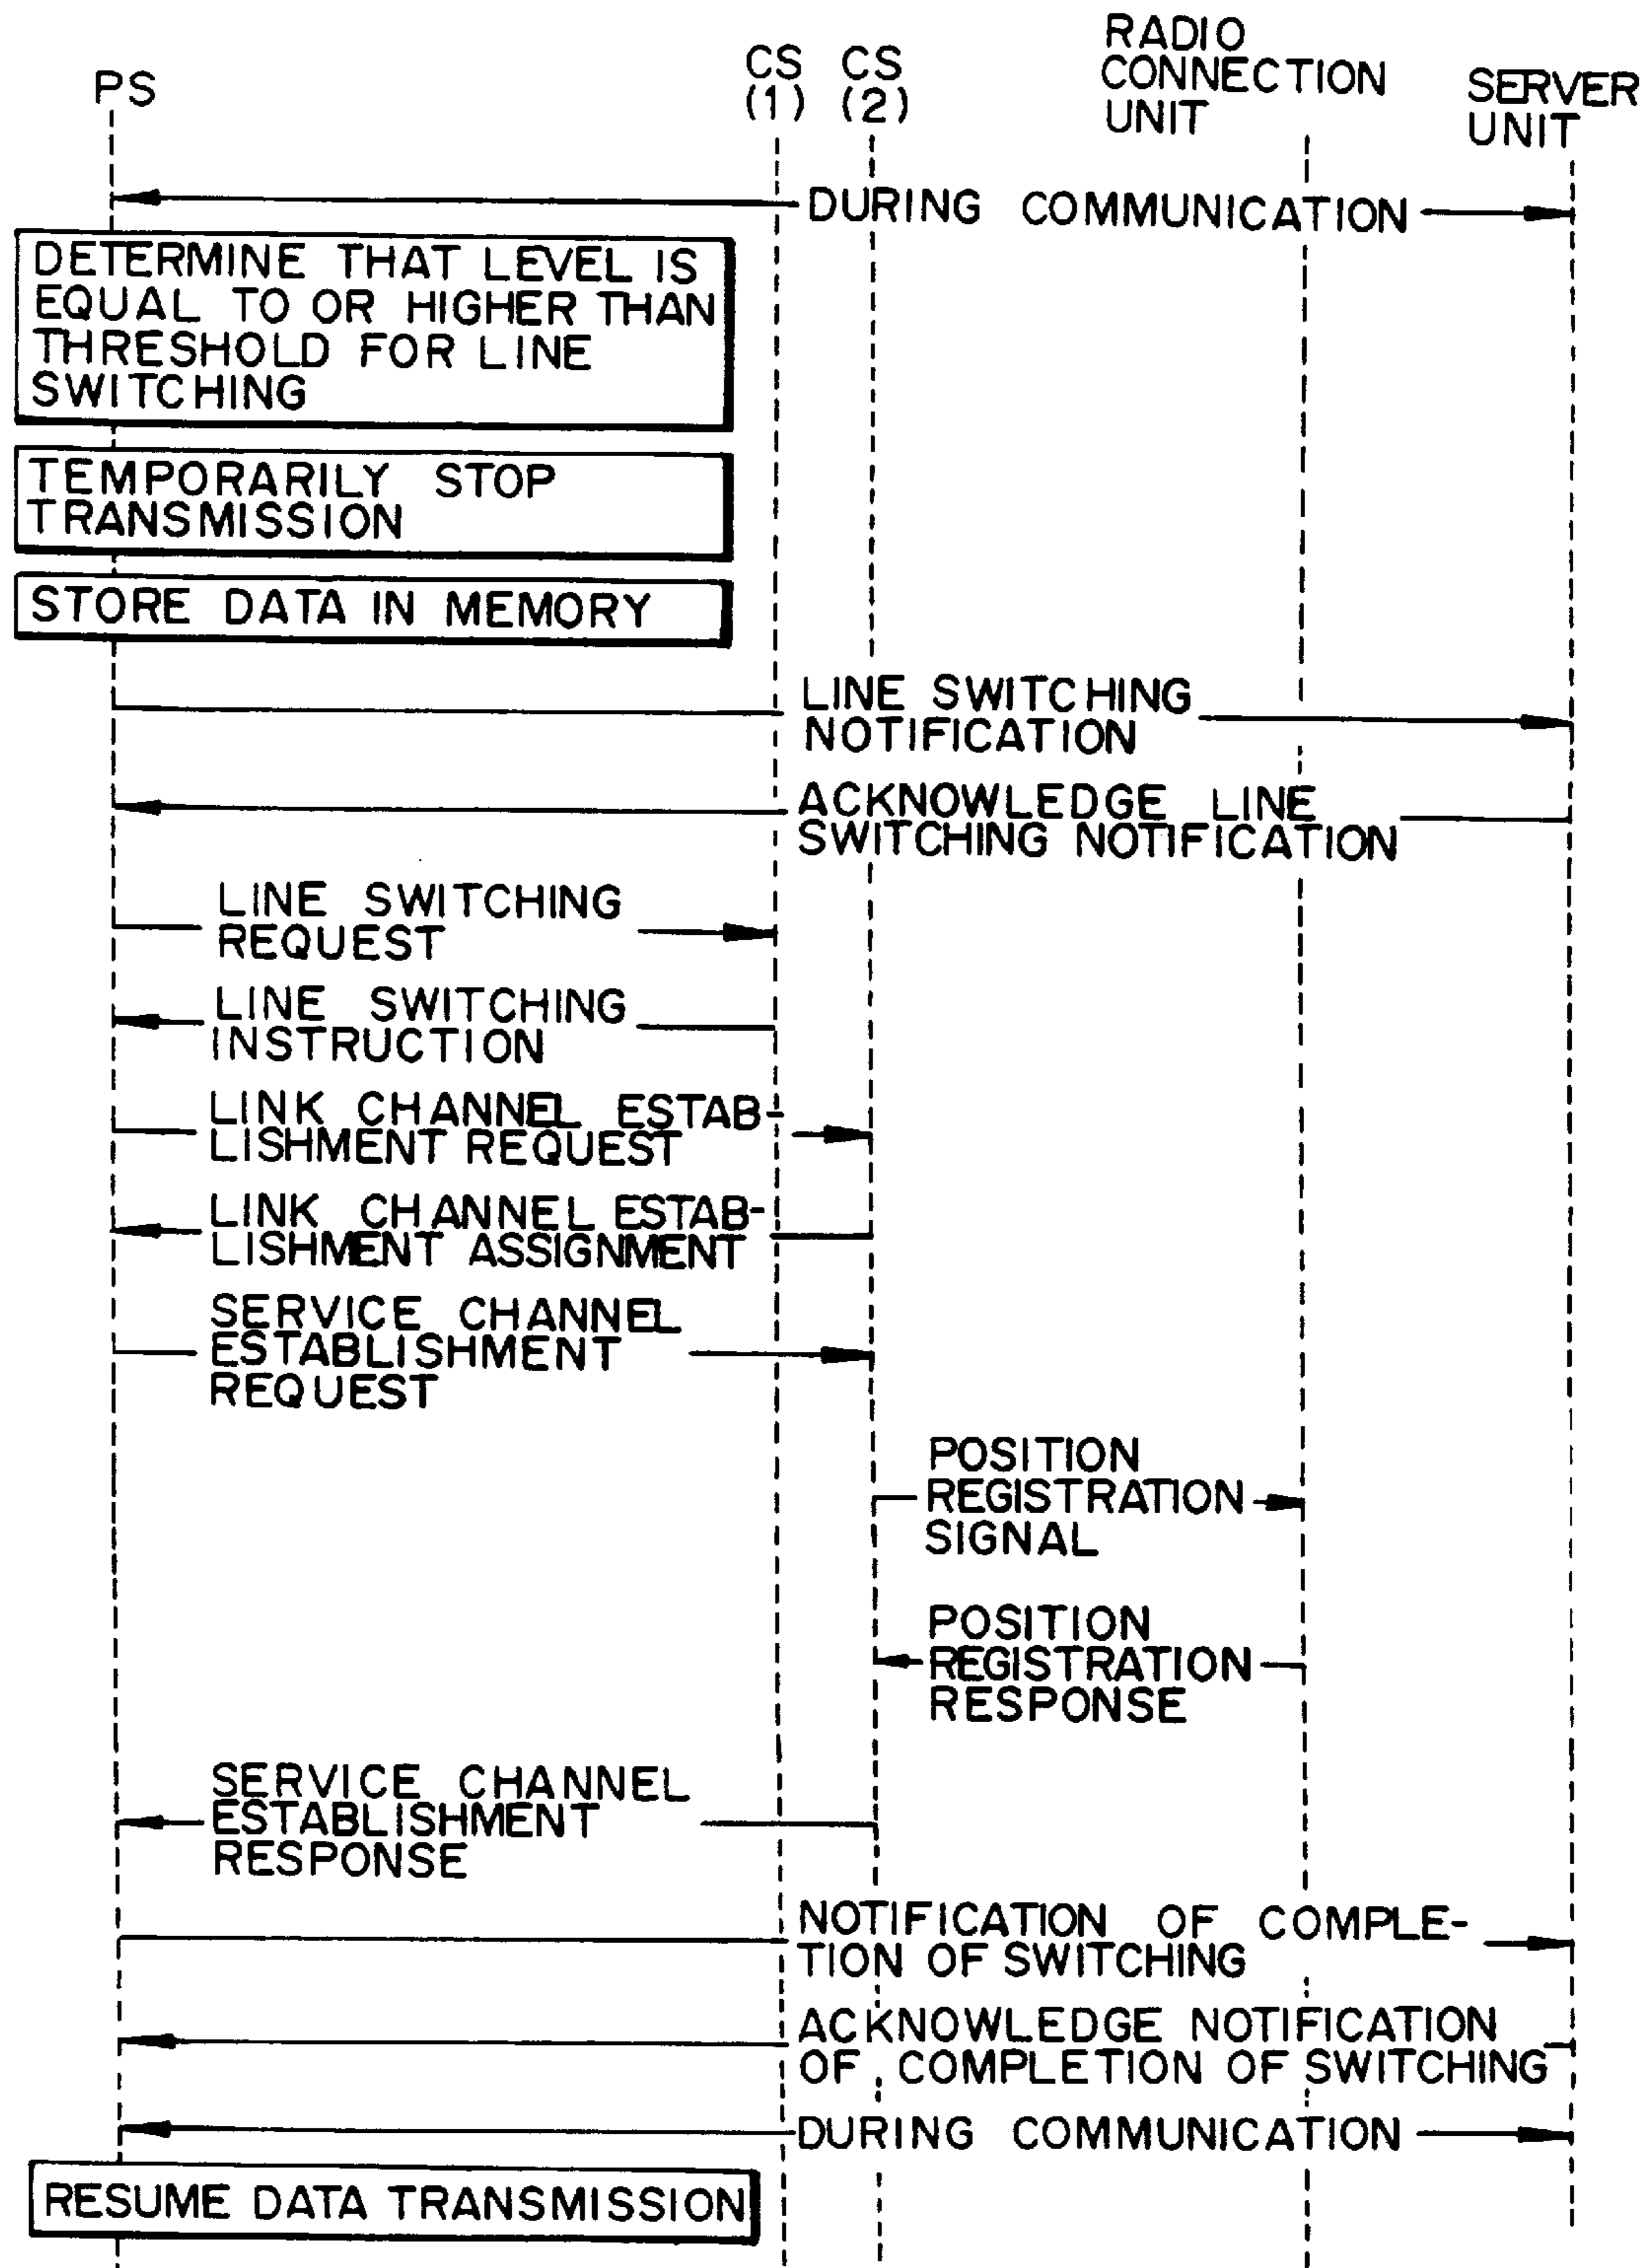 PS
CS
(1)
CS
(2)
RADIO
CONNECTION
UNIT
SERVER
UNIT
DURING COMMUNICATION
DETERMINE THAT LEVEL IS
EQUAL TO OR HIGHER THAN
THRESHOLD FOR LINE
SWITCHING
TEMPORARILY STOP
TRANSMISSION
STORE DATA IN MEMORY
LINE SWITCHING
NOTIFICATION
ACKNOWLEDGE LINE
SWITCHING NOTIFICATION
LINE SWITCHING
REQUEST
LINE SWITCHING
INSTRUCTION
LINK CHANNEL ESTAB-
LISHMENT REQUEST
LINK CHANNEL ESTAB-
LISHMENT ASSIGNMENT
SERVICE CHANNEL
ESTABLISHMENT
REQUEST
POSITION
REGISTRATION
SIGNAL
POSITION
REGISTRATION
RESPONSE
SERVICE CHANNEL
ESTABLISHMENT
RESPONSE
NOTIFICATION OF COMPLE-
TION OF SWITCHING
ACKNOWLEDGE NOTIFICATION
OF COMPLETION OF SWITCHING
DURING COMMUNICATION
RESUME DATA TRANSMISSION